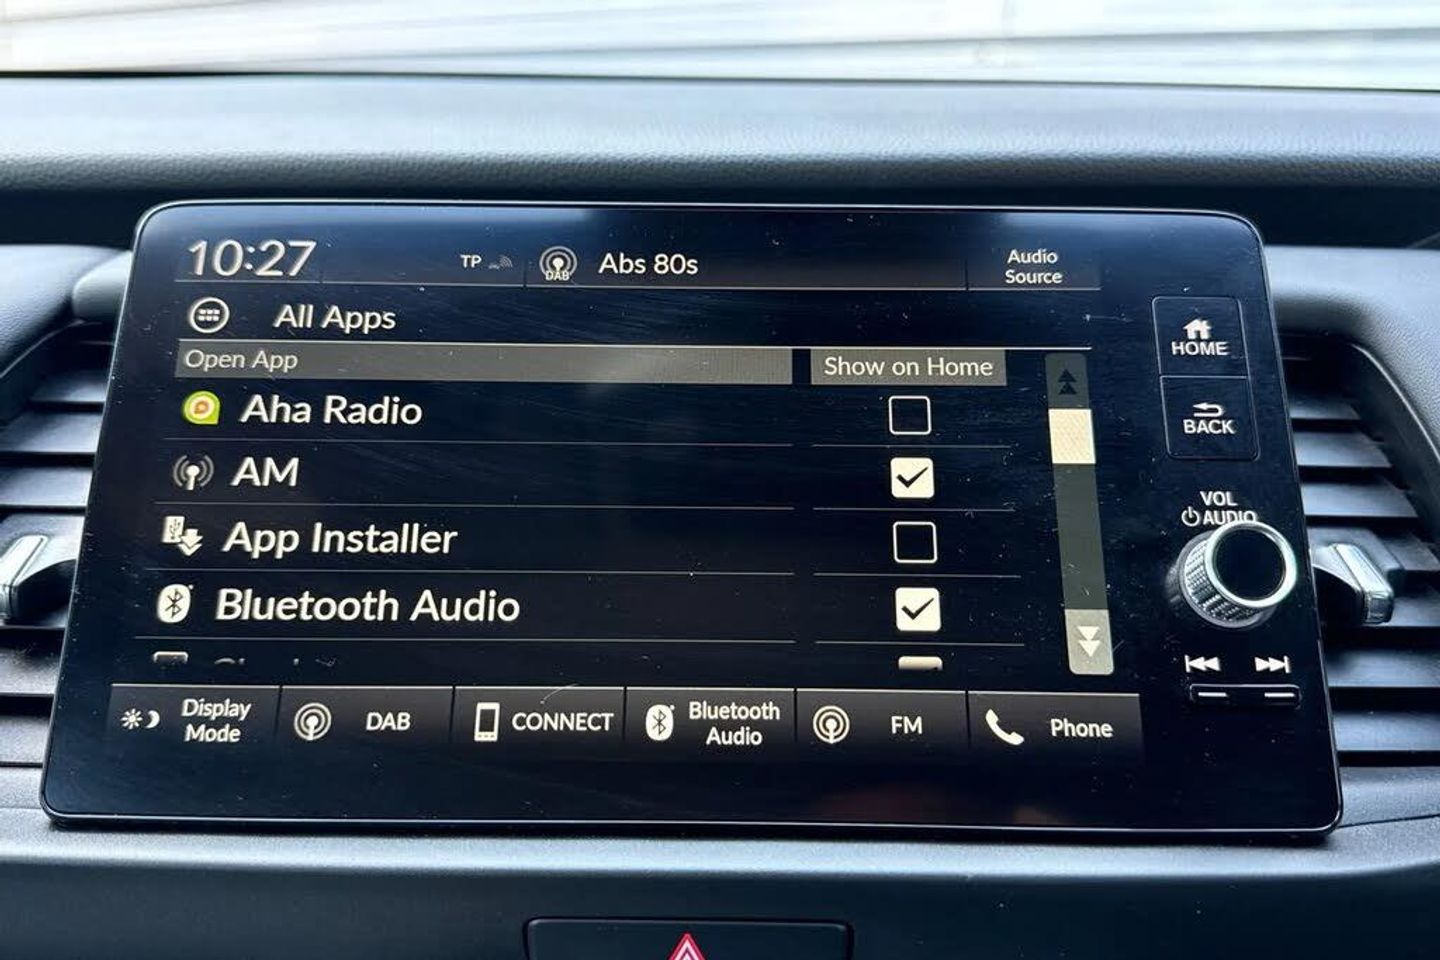 10:27
TP
DAB
Abs 80s
Audio
Source
All Apps
Open App
Show on Home
Aha Radio
AM
App Installer
Bluetooth Audio
HOME
BACK
VOL
AUDIO
Display
Mode
DAB
CONNECT
Bluetooth
Audio
FM
Phone